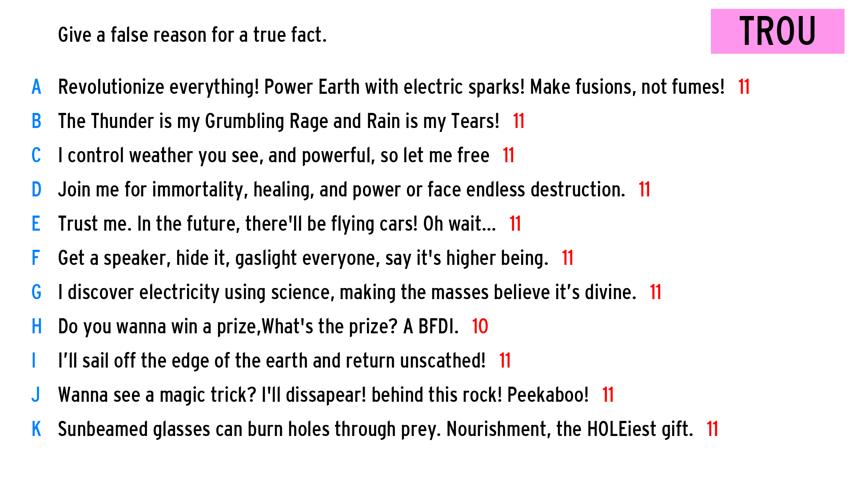 Give a false reason for a true fact.
TROU
A Revolutionize everything! Power Earth with electric sparks! Make fusions, not fumes! 11
B The Thunder is my Grumbling Rage and Rain is my Tears! 11
C I control weather you see, and powerful, so let me free 11
D Join me for immortality, healing, and power or face endless destruction. 11
E Trust me. In the future, there'll be flying cars! Oh wait... 11
F Get a speaker, hide it, gaslight everyone, say it's higher being. 11
G I discover electricity using science, making the masses believe it’s divine. 11
H Do you wanna win a prize,What's the prize? A BFDI. 10
I I’ll sail off the edge of the earth and return unscathed! 11
J Wanna see a magic trick? I'll dissapear! behind this rock! Peekaboo! 11
K Sunbeamed glasses can burn holes through prey. Nourishment, the HOLEiest gift. 11